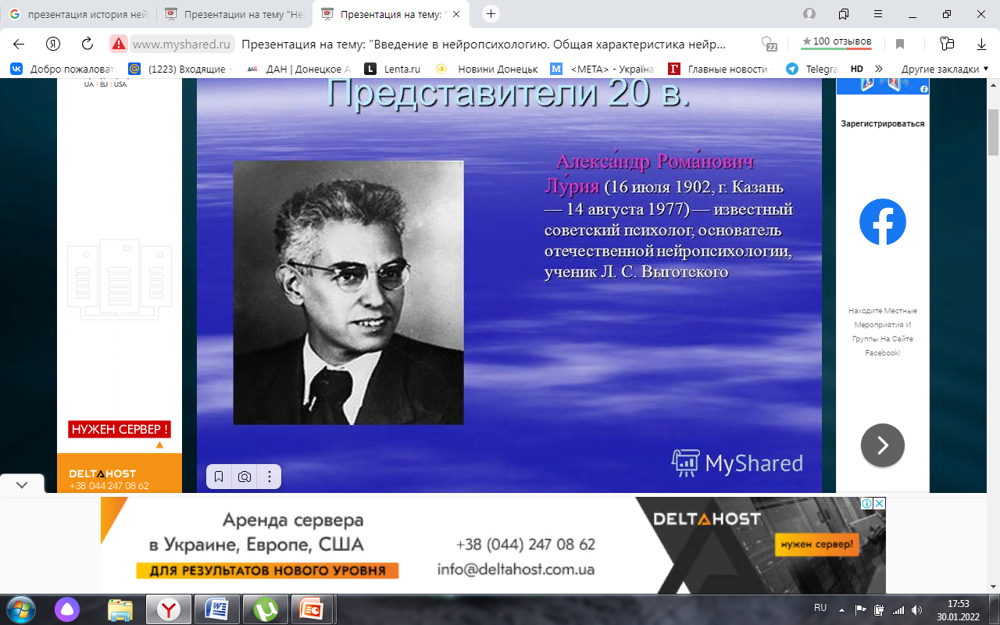 презентация история ней
Презентации на тему "Не
Презентация на тему: "
www.myshared.ru
Презентация на тему: "Введение в нейропсихологию. Общая характеристика нейр...
22
★100 отзывов
Добро пожаловат
(1223) Входящие -
ДАН | Донецкое А
Lenta.ru
Новини Донецьк
<META> - Україна
Главные новости -
Telegra
HD
Другие закладки
UA | EU | USA
НУЖЕН СЕРВЕР !
DELTAHOST
+38 044 247 08 62
Представители 20 в.
Алекса́ндр Рома́нович
Лу́рия (16 июля 1902, г. Казань
— 14 августа 1977) — известный
советский психолог, основатель
отечественной нейропсихологии,
ученик Л. С. Выготского
MyShared
Зарегистрироваться
Находите Местные
Мероприятия И
Группы На Сайте
Facebook!
Аренда сервера
в Украине, Европе, США
ДЛЯ РЕЗУЛЬТАТОВ НОВОГО УРОВНЯ
+38 (044) 247 08 62
info@deltahost.com.ua
DELTAHOST
нужен сервер!
RU
17:53
30.01.2022